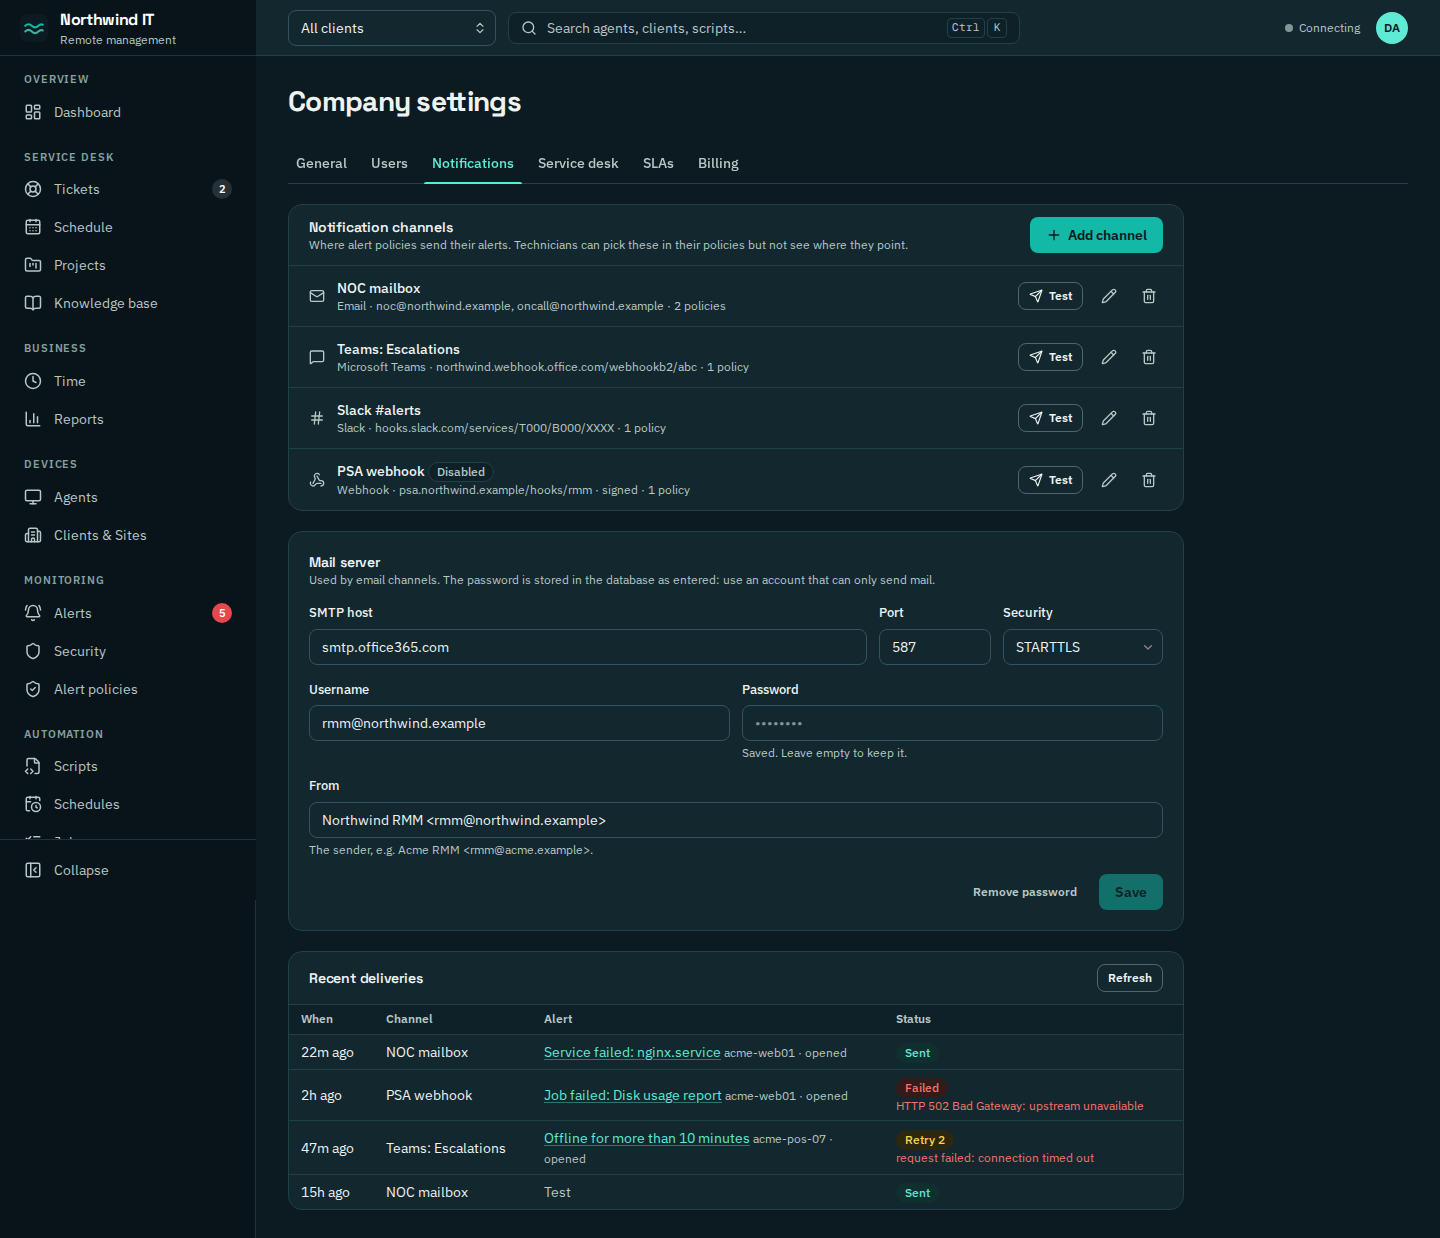 Northwind IT
Remote management
All clients
Search agents, clients, scripts...
Ctrl K
Connecting
DA
OVERVIEW
Dashboard
SERVICE DESK
Tickets 2
Schedule
Projects
Knowledge base
BUSINESS
Time
Reports
DEVICES
Agents
Clients & Sites
MONITORING
Alerts 5
Security
Alert policies
AUTOMATION
Scripts
Schedules
Collapse
Company settings
General Users Notifications Service desk SLAs Billing
Notification channels
Where alert policies send their alerts. Technicians can pick these in their policies but not see where they point.
Add channel
NOC mailbox
Email · noc@northwind.example, oncall@northwind.example · 2 policies
Test
Teams: Escalations
Microsoft Teams · northwind.webhook.office.com/webhookb2/abc · 1 policy
Test
Slack #alerts
Slack · hooks.slack.com/services/T000/B000/XXXX · 1 policy
Test
PSA webhook Disabled
Webhook · psa.northwind.example/hooks/rmm · signed · 1 policy
Test
Mail server
Used by email channels. The password is stored in the database as entered: use an account that can only send mail.
SMTP host Port Security
smtp.office365.com 587 STARTTLS
Username Password
rmm@northwind.example ••••••••
Saved. Leave empty to keep it.
From
Northwind RMM <rmm@northwind.example>
The sender, e.g. Acme RMM <rmm@acme.example>.
Remove password Save
Recent deliveries Refresh
When Channel Alert Status
22m ago NOC mailbox Service failed: nginx.service acme-web01 · opened Sent
2h ago PSA webhook Job failed: Disk usage report acme-web01 · opened Failed
HTTP 502 Bad Gateway: upstream unavailable
47m ago Teams: Escalations Offline for more than 10 minutes acme-pos-07 · opened Retry 2
request failed: connection timed out
15h ago NOC mailbox Test Sent